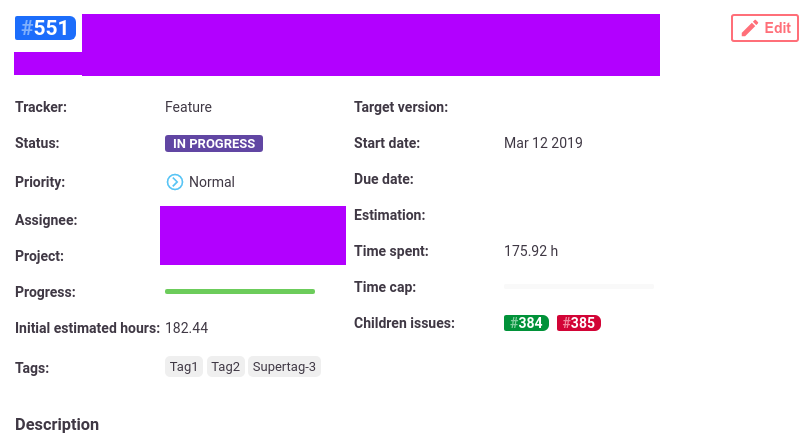 #551
Edit
Tracker: Feature
Status: IN PROGRESS
Priority: Normal
Assignee:
Project:
Progress:
Initial estimated hours: 182.44
Tags: Tag1 Tag2 Supertag-3
Target version:
Start date: Mar 12 2019
Due date:
Estimation:
Time spent: 175.92 h
Time cap:
Children issues: #384 #385
Description